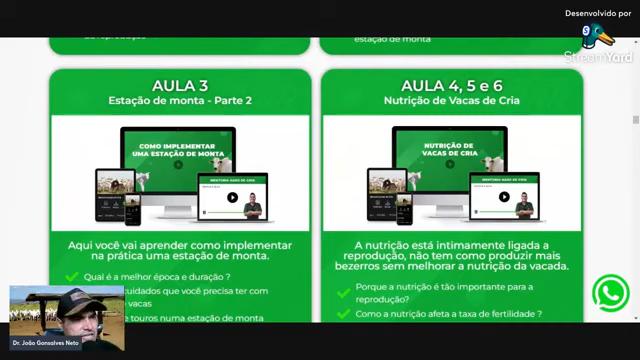 Desenvolvido por
StreamYard
estação de monta
AULA 3
Estação de monta - Parte 2
COMO IMPLEMENTAR
UMA ESTAÇÃO DE MONTA
Aqui você vai aprender como implementar
na prática uma estação de monta.
Qual é a melhor época e duração ?
cuidados que você precisa ter com
vacas
touros numa estação de monta
AULA 4, 5 e 6
Nutrição de Vacas de Cria
NUTRIÇÃO DE
VACAS DE CRIA
A nutrição está intimamente ligada a
reprodução, não tem como produzir mais
bezerros sem melhorar a nutrição da vacada.
Porque a nutrição é tão importante para a
reprodução?
Como a nutrição afeta a taxa de fertilidade ?
Dr. João Gonsalves Neto